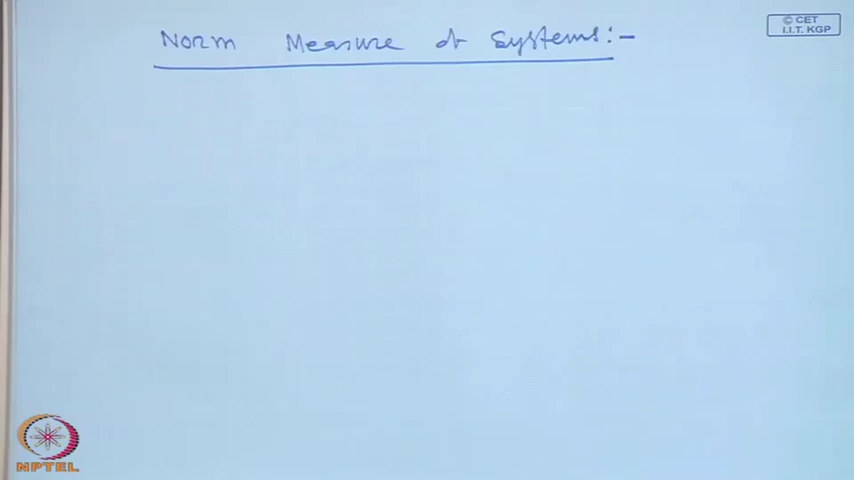 Norm Measure of Systems:-
© CET
I.I.T. KGP
NPTEL